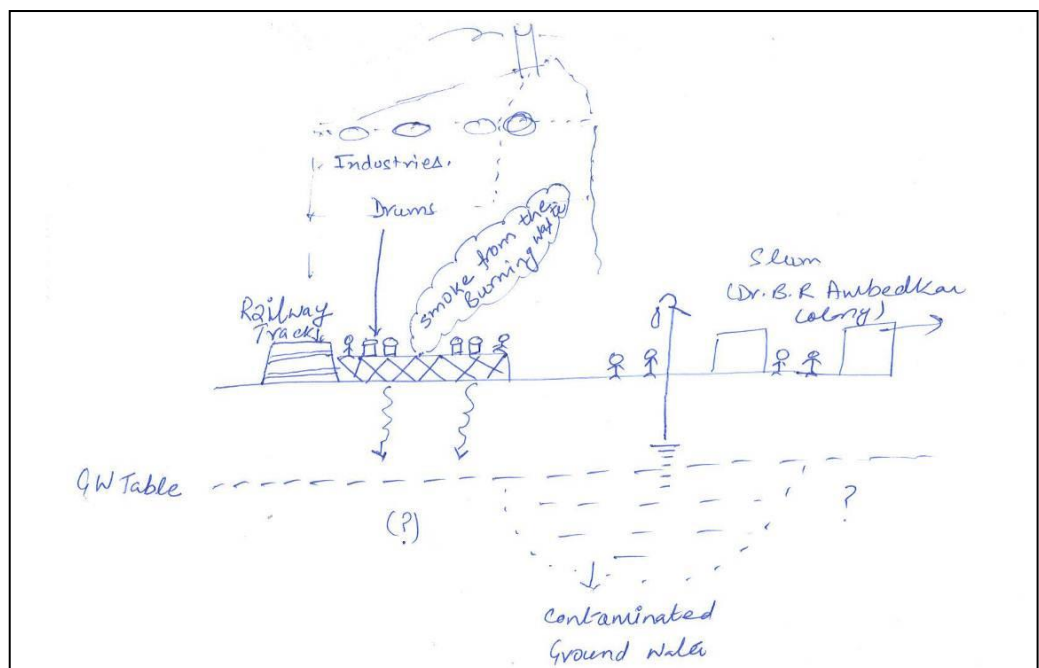 Industries.
Drums
smoke from the
Burning waste
Railway
Track
Slum
(Dr. B.R Ambedkar
Colony)
GW Table
(?)
?
Contaminated
Ground Water